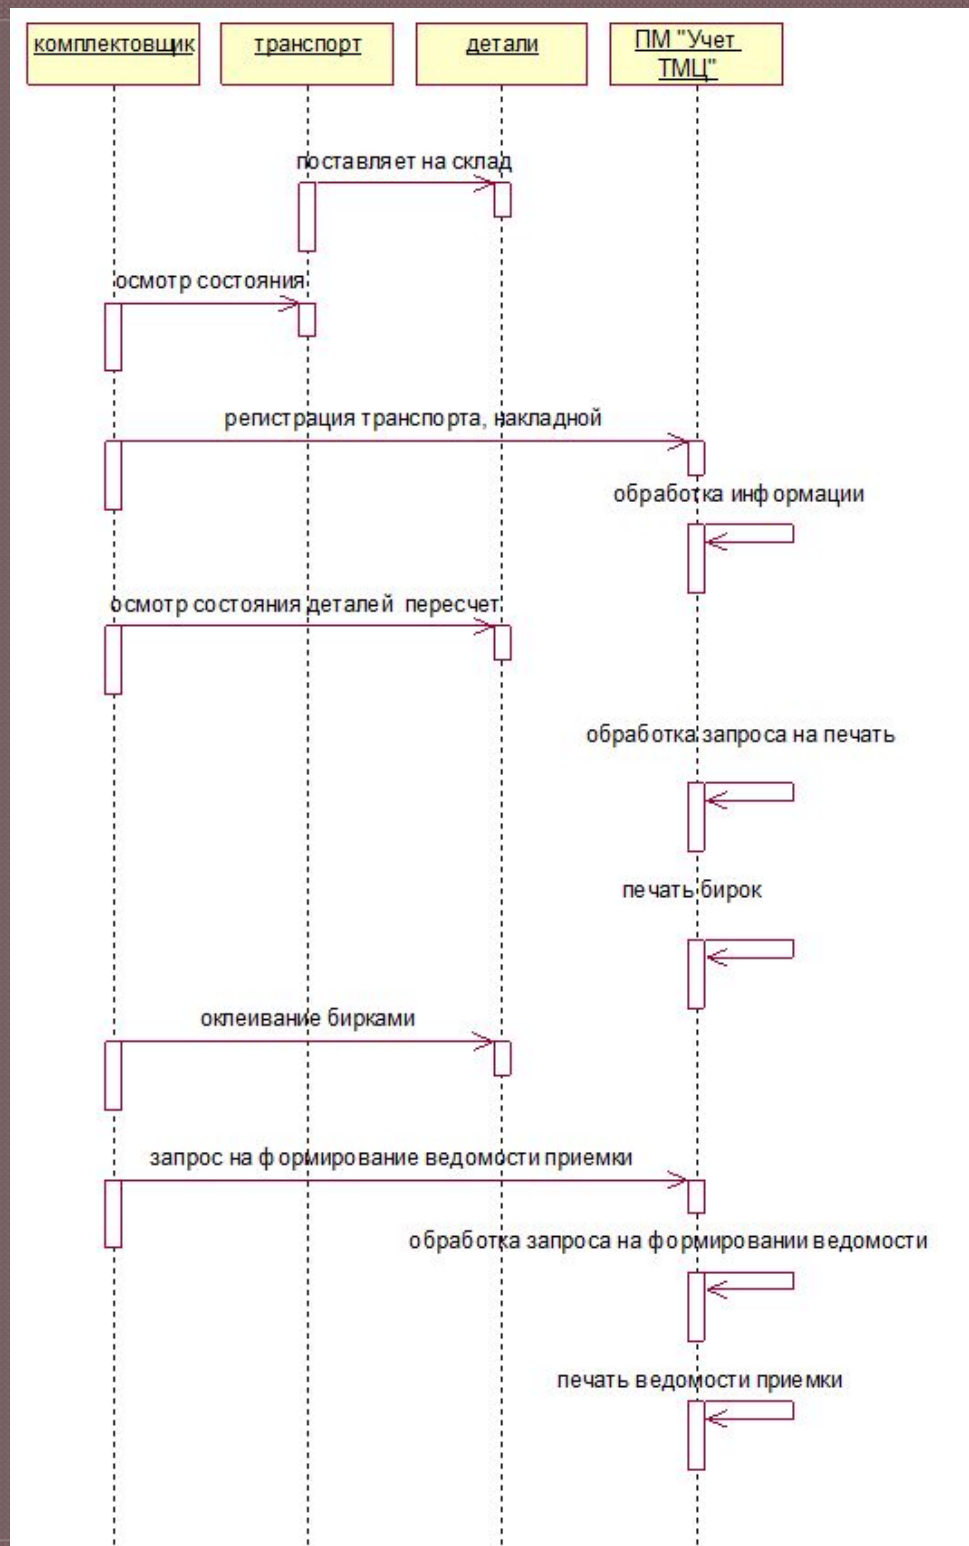 комплектовщик
транспорт
детали
ПМ "Учет
ТМЦ"
поставляет на склад
осмотр состояния
регистрация транспорта, накладной
обработка информации
осмотр состояния деталей пересчет
обработка запроса на печать
печать бирок
оклеивание бирками
запрос на формирование ведомости приемки
обработка запроса на формировании ведомости
печать ведомости приемки